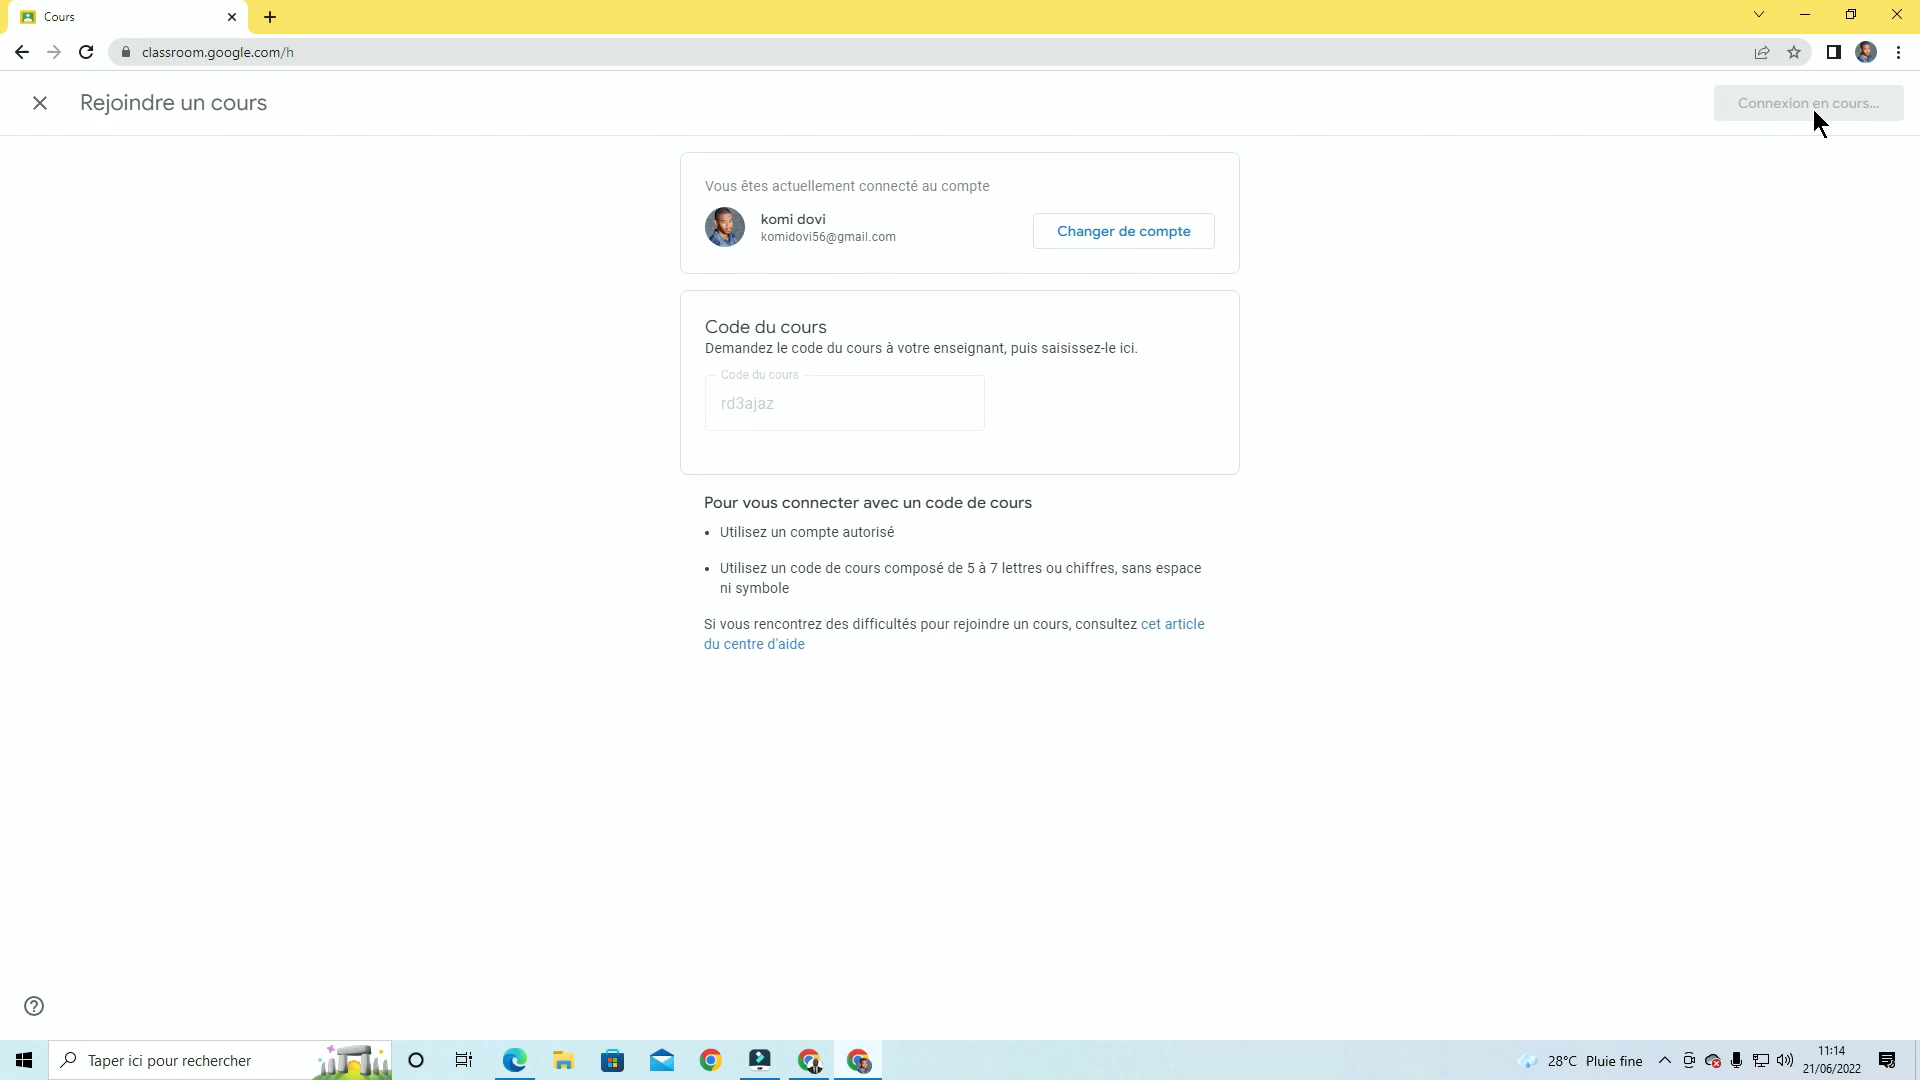 Cours
classroom.google.com/h
Rejoindre un cours
Connexion en cours...
Vous êtes actuellement connecté au compte
komi dovi
komidovi56@gmail.com
Changer de compte
Code du cours
Demandez le code du cours à votre enseignant, puis saisissez-le ici.
Code du cours
rd3ajaz
Pour vous connecter avec un code de cours
• Utilisez un compte autorisé
• Utilisez un code de cours composé de 5 à 7 lettres ou chiffres, sans espace
ni symbole
Si vous rencontrez des difficultés pour rejoindre un cours, consultez cet article
du centre d'aide
Taper ici pour rechercher
28°C Pluie fine
11:14
21/06/2022